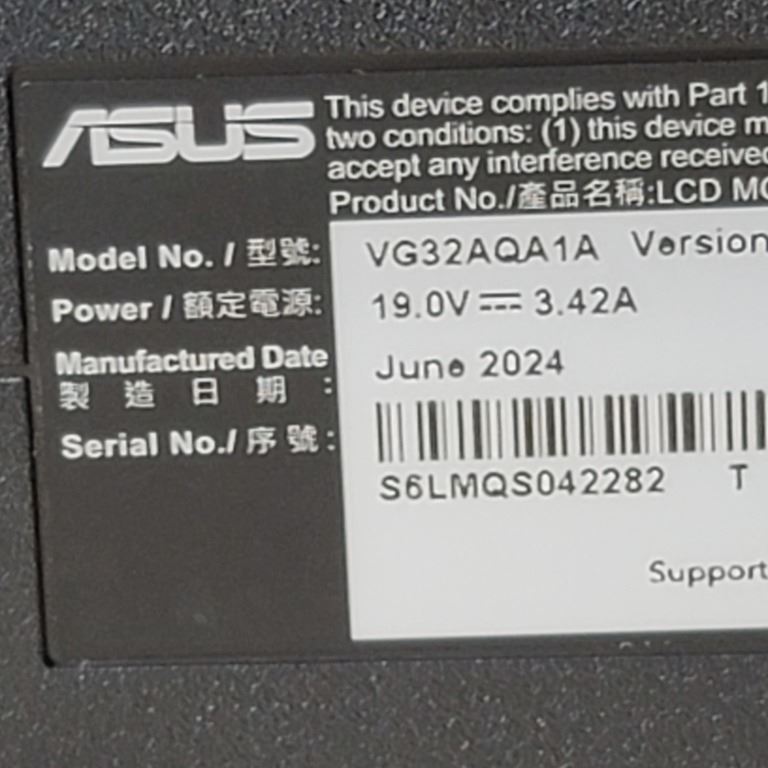 ASUS
This device complies with Part 1
two conditions: (1) this device m
accept any interference received
Product No./產品名稱:LCD MO
Model No. / 型號: VG32AQA1A Version
Power / 額定電源: 19.0V ⎓ 3.42A
Manufactured Date June 2024
製造日期:
Serial No./ 序號: S6LMQS042282 T
Support